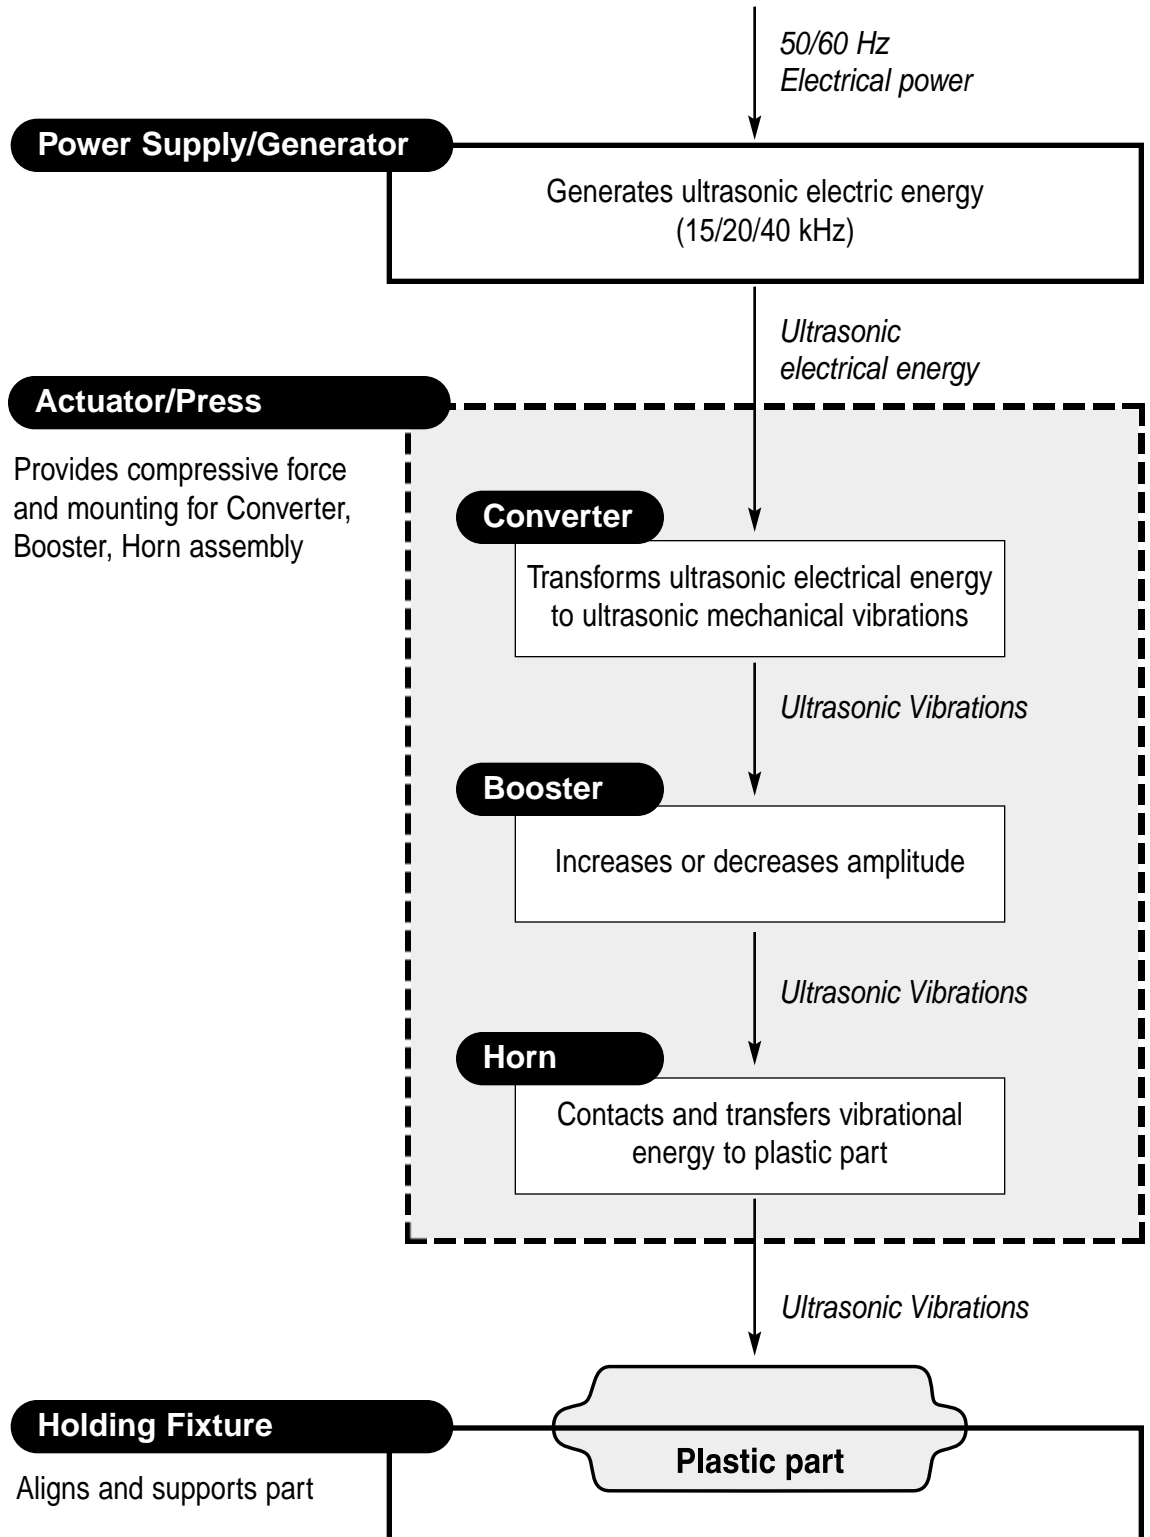 50/60 Hz
Electrical power
Power Supply/Generator
Generates ultrasonic electric energy
(15/20/40 kHz)
Ultrasonic
electrical energy
Actuator/Press
Provides compressive force
and mounting for Converter,
Booster, Horn assembly
Converter
Transforms ultrasonic electrical energy
to ultrasonic mechanical vibrations
Ultrasonic Vibrations
Booster
Increases or decreases amplitude
Ultrasonic Vibrations
Horn
Contacts and transfers vibrational
energy to plastic part
Ultrasonic Vibrations
Holding Fixture
Aligns and supports part
Plastic part